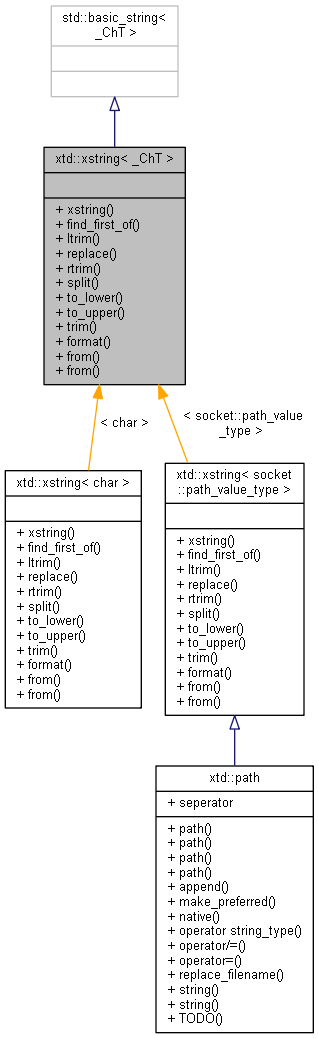 std::basic_string<
_ChT >
xtd::xstring< _ChT >
+ xstring()
+ find_first_of()
+ ltrim()
+ replace()
+ rtrim()
+ split()
+ to_lower()
+ to_upper()
+ trim()
+ format()
+ from()
+ from()
< char >
< socket::path_value
_type >
xtd::xstring< char >
+ xstring()
+ find_first_of()
+ ltrim()
+ replace()
+ rtrim()
+ split()
+ to_lower()
+ to_upper()
+ trim()
+ format()
+ from()
+ from()
xtd::xstring< socket
::path_value_type >
+ xstring()
+ find_first_of()
+ ltrim()
+ replace()
+ rtrim()
+ split()
+ to_lower()
+ to_upper()
+ trim()
+ format()
+ from()
+ from()
xtd::path
+ seperator
+ path()
+ path()
+ path()
+ path()
+ append()
+ make_preferred()
+ native()
+ operator string_type()
+ operator/=()
+ operator=()
+ replace_filename()
+ string()
+ string()
+ TODO()